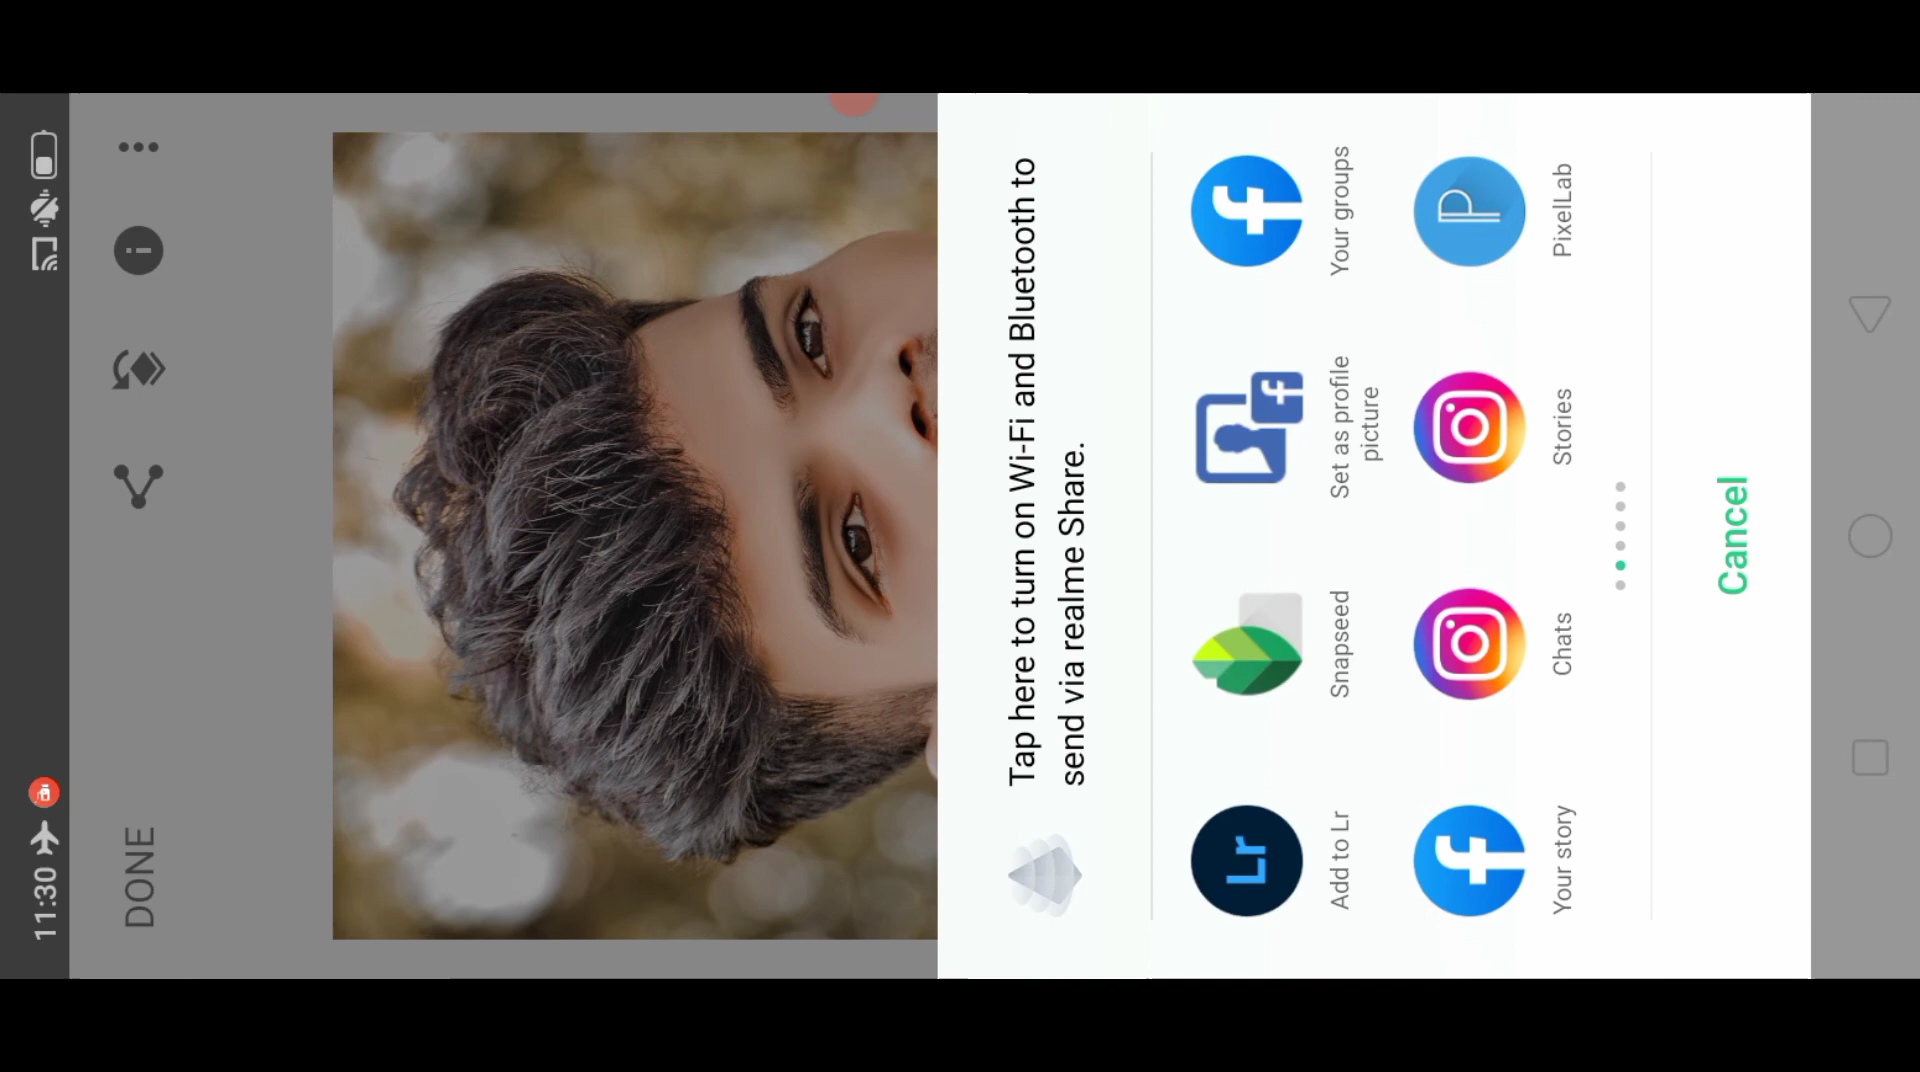 11:30
DONE
Tap here to turn on Wi-Fi and Bluetooth to
send via realme Share.
Lr
Add to Lr
Snapseed
Set as profile
picture
Your groups
Your story
Chats
Stories
PixelLab
Cancel